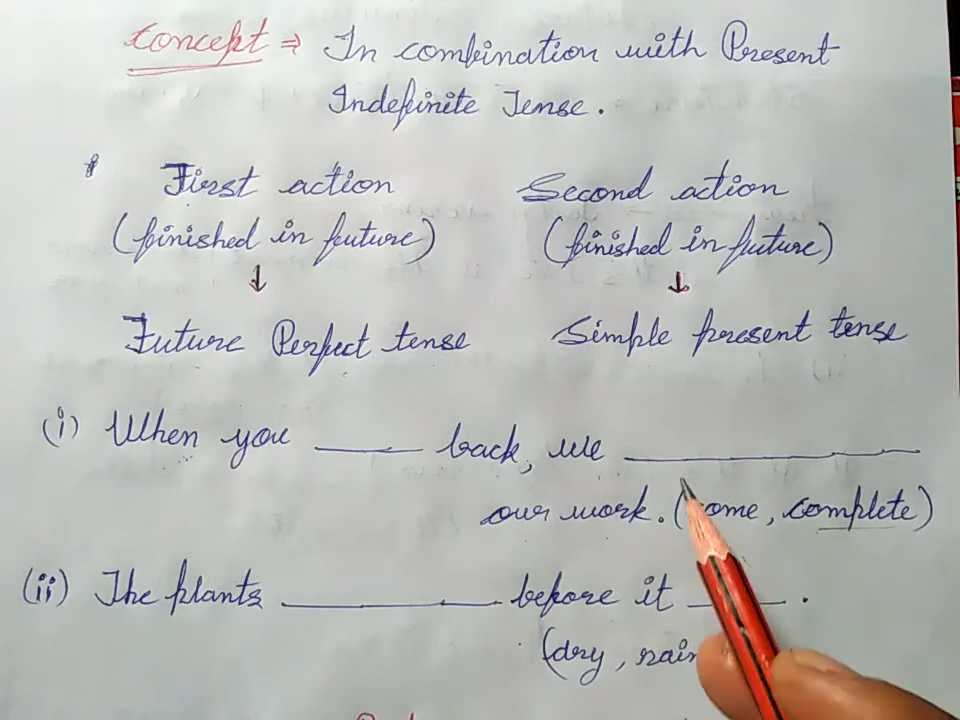 Concept ⇒ In combination with Present
Indefinite Tense.
First action Second action
(finished in future) (finished in future)
↓ ↓
Future Perfect tense Simple present tense
(i) When you ____ back, we ____________
our work. (come, complete)
(ii) The plants _________ before it ____.
(dry, rain